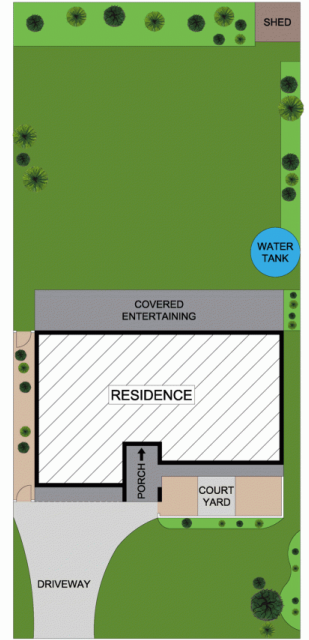 SHED
WATER
TANK
COVERED
ENTERTAINING
RESIDENCE
PORCH
COURT
YARD
DRIVEWAY